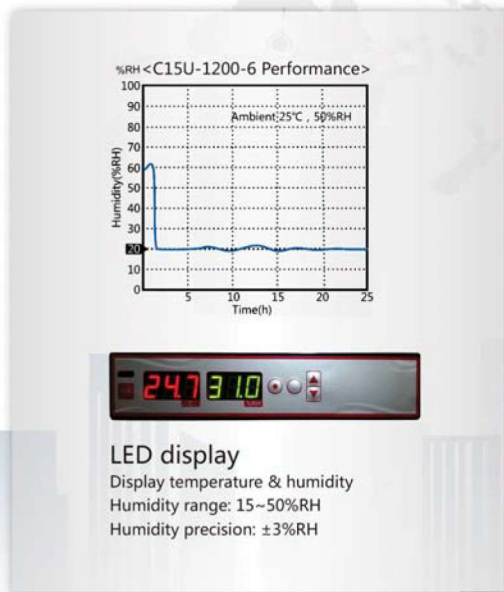 %RH <C15U-1200-6 Performance>
Ambient 25℃ , 50%RH
Humidity(%RH)
100
90
80
70
60
50
40
30
20
10
0
5 10 15 20 25
Time(h)
24.7 31.0
%RH
LED display
Display temperature & humidity
Humidity range: 15~50%RH
Humidity precision: ±3%RH